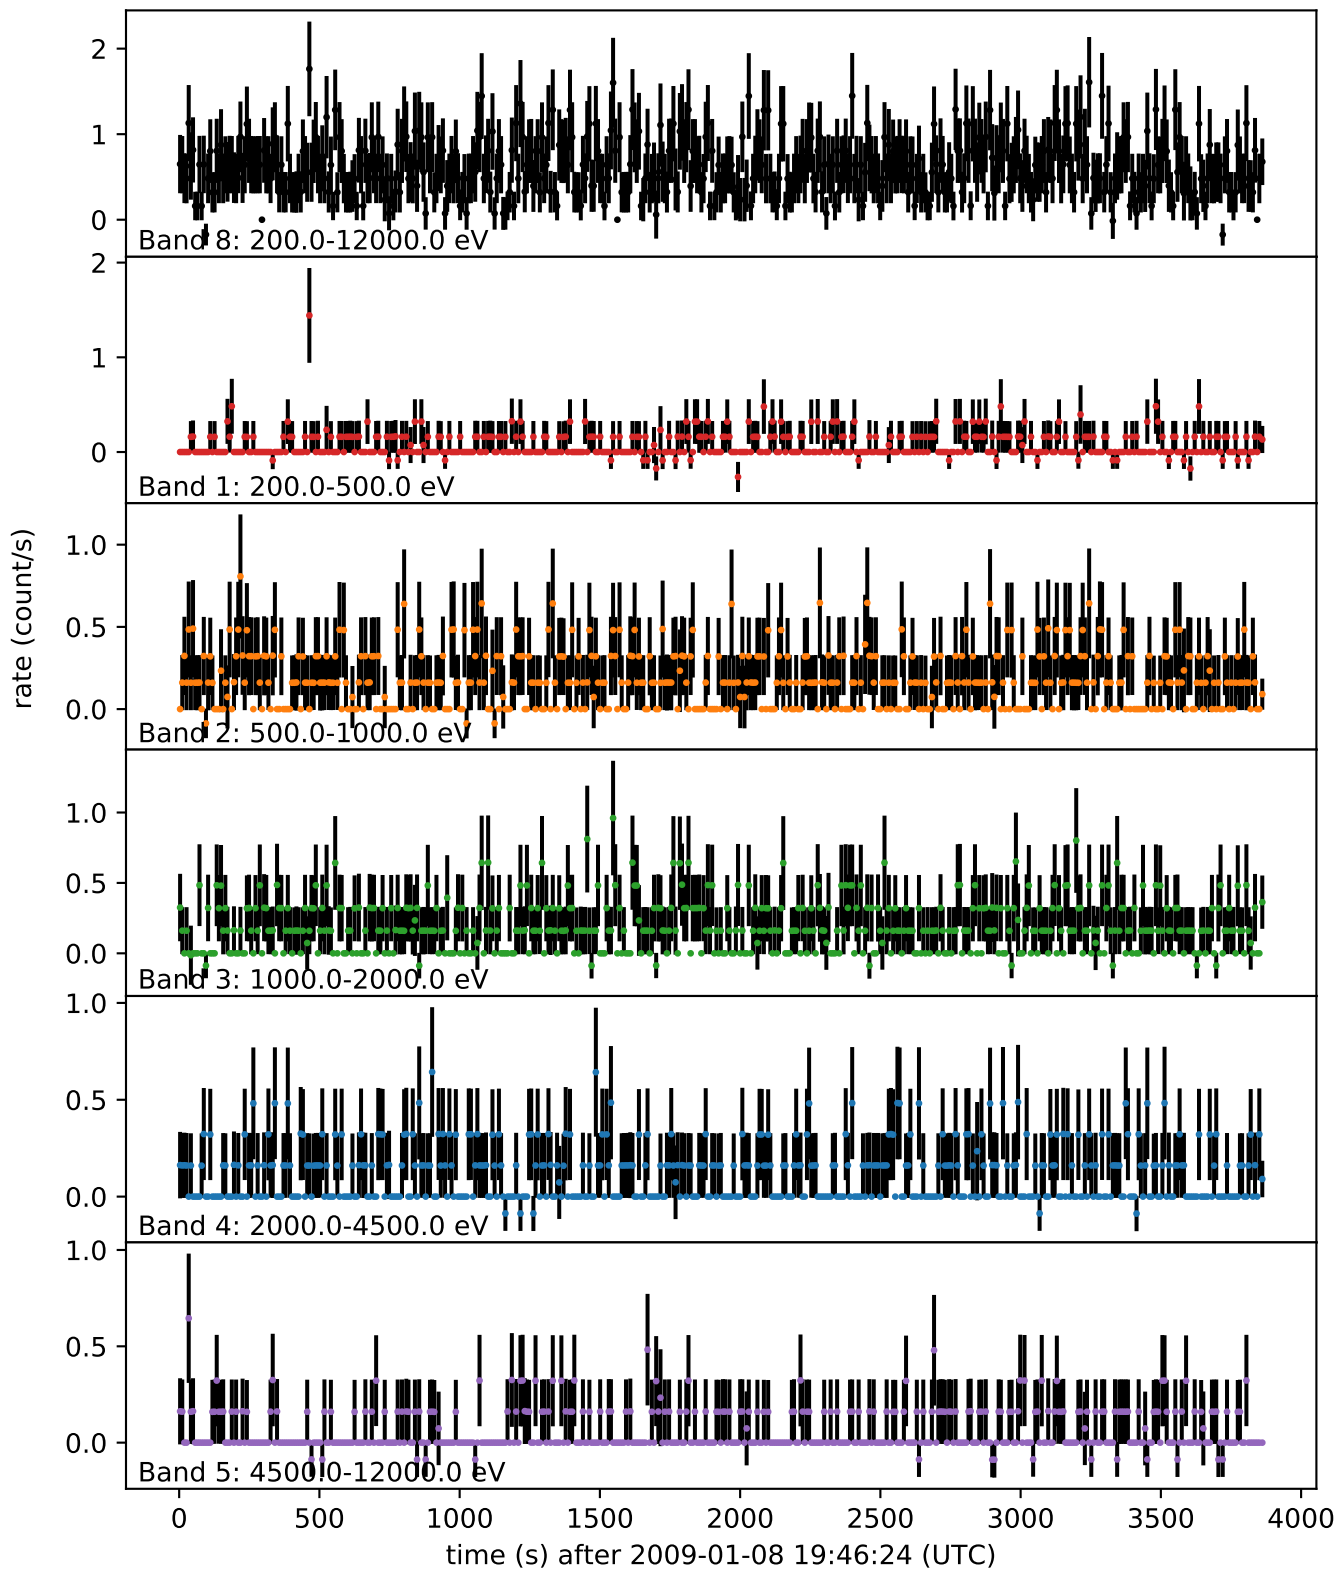 2
1
0
Band 8: 200.0-12000.0 eV
2
1
0
Band 1: 200.0-500.0 eV
rate (count/s)
1.0
0.5
0.0
Band 2: 500.0-1000.0 eV
1.0
0.5
0.0
Band 3: 1000.0-2000.0 eV
1.0
0.5
0.0
Band 4: 2000.0-4500.0 eV
1.0
0.5
0.0
Band 5: 4500.0-12000.0 eV
0 500 1000 1500 2000 2500 3000 3500 4000
time (s) after 2009-01-08 19:46:24 (UTC)